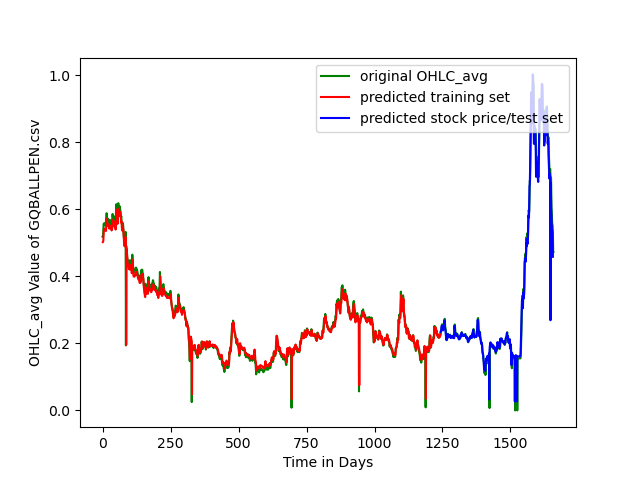 original OHLC_avg
predicted training set
predicted stock price/test set
OHLC_avg Value of GQBALLPEN.csv
1.0
0.8
0.6
0.4
0.2
0.0
0 250 500 750 1000 1250 1500
Time in Days